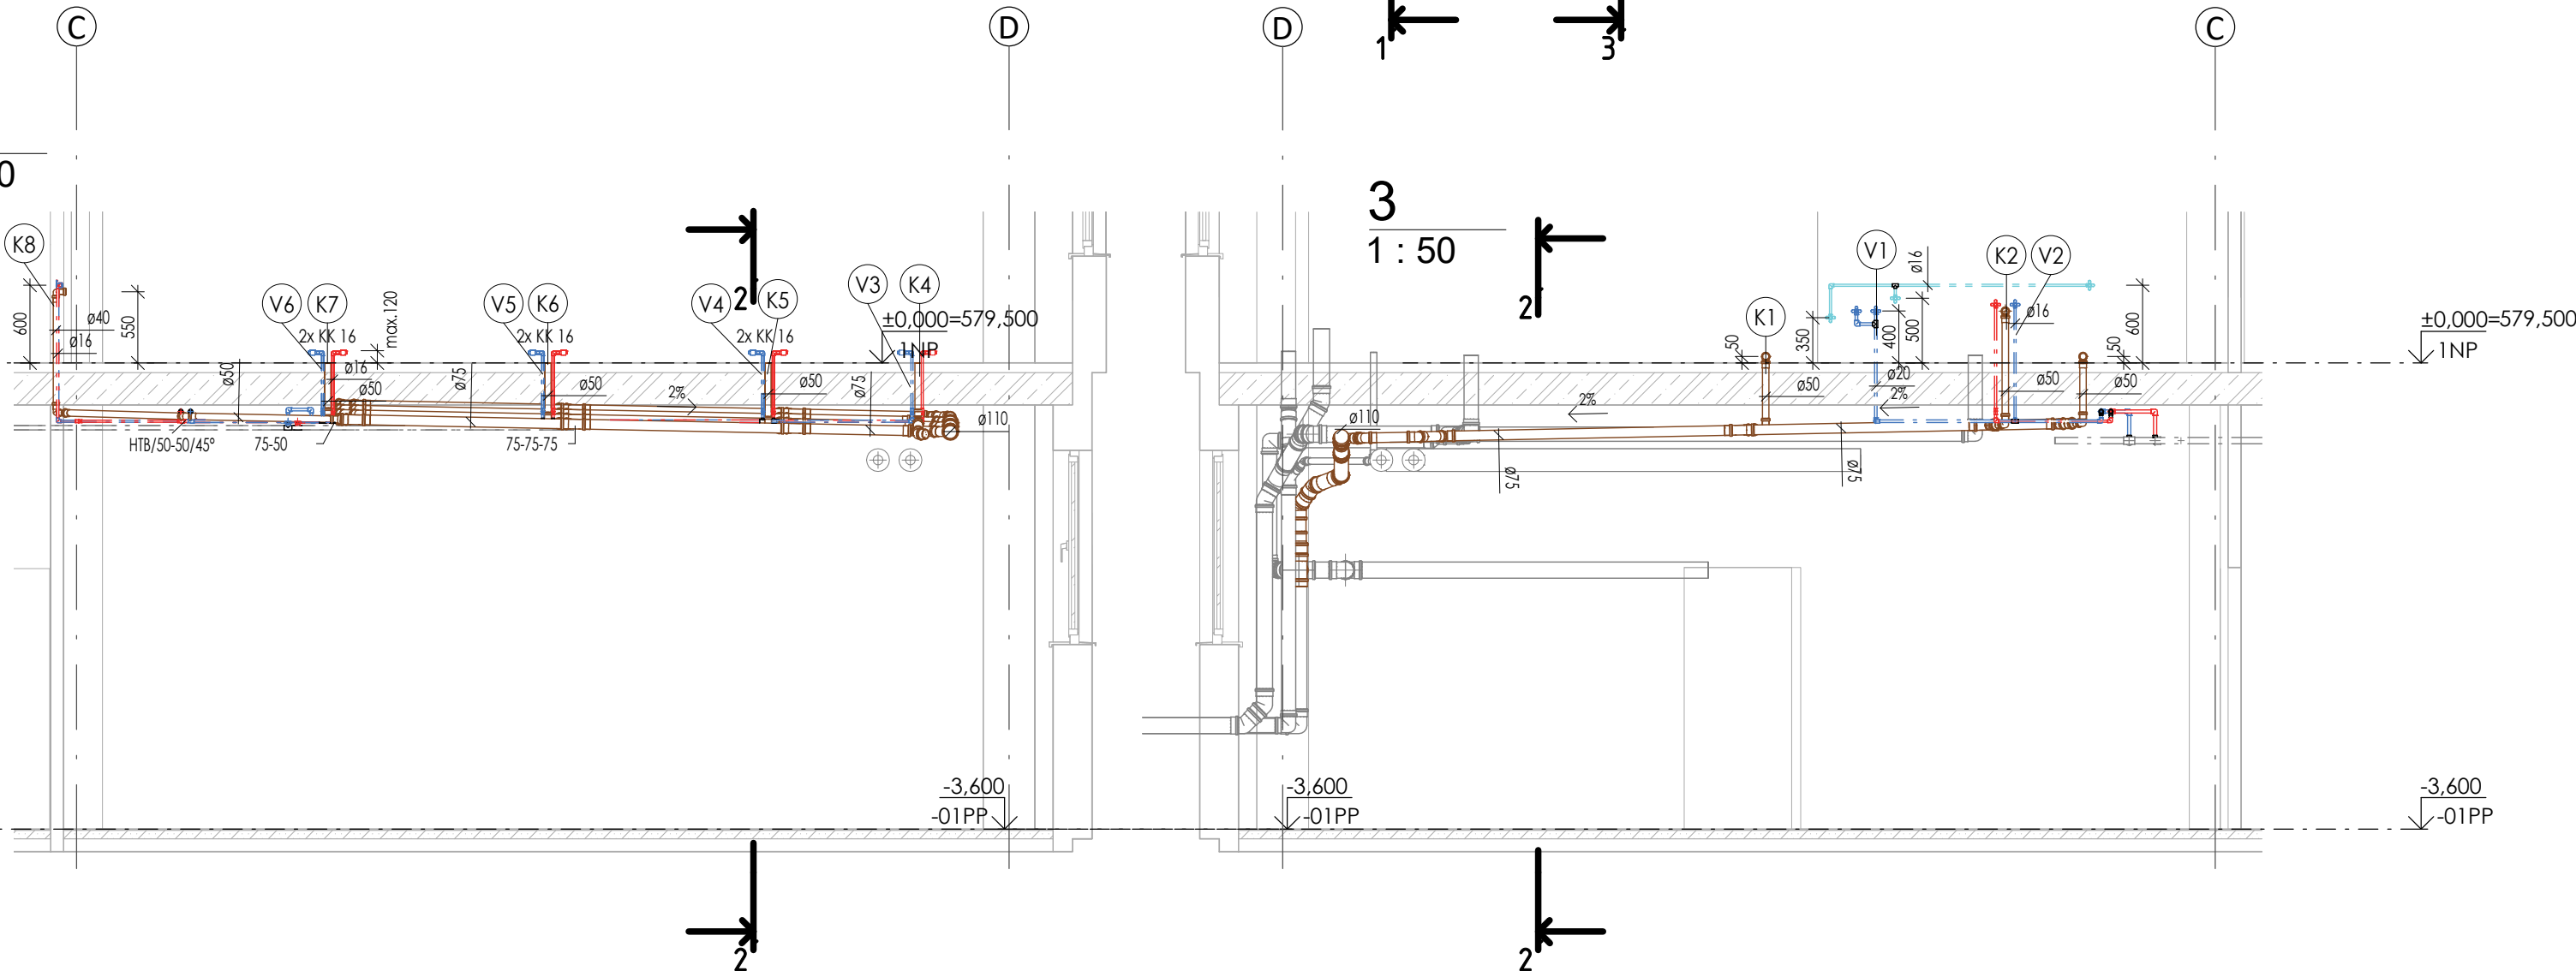 C
D
D
C
1
3
0
3
1 : 50
K8
V6
K7
V5
K6
V4
K5
V3
K4
2
2
K1
V1
K2
V2
ø16
600
ø40
ø16
550
max.120
2x KK 16
2x KK 16
2x KK 16
±0,000=579,500
1NP
±0,000=579,500
1NP
50
350
400
500
ø16
50
600
ø50
ø16
ø50
ø75
ø50
2%
ø50
ø75
ø110
ø110
2%
ø50
ø20
2%
ø50
ø50
HTB/50-50/45°
75-50
75-75-75
ø75
ø75
-3,600
-01PP
-3,600
-01PP
-3,600
-01PP
2
2